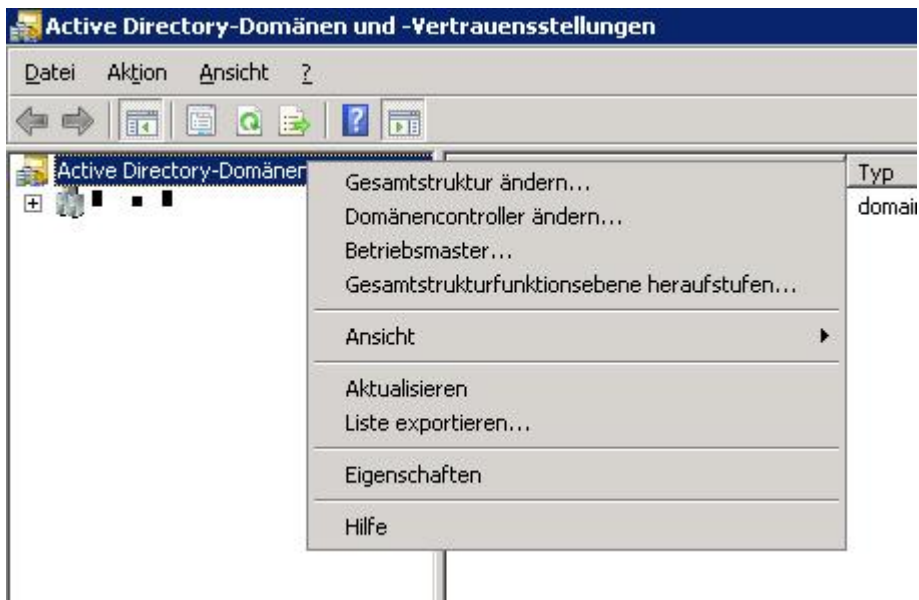 Active Directory-Domänen und -Vertrauensstellungen
Datei Aktion Ansicht ?
Active Directory-Domänen
Typ
domain
Gesamtstruktur ändern...
Domänencontroller ändern...
Betriebsmaster...
Gesamtstrukturfunktionsebene heraufstufen...
Ansicht
Aktualisieren
Liste exportieren...
Eigenschaften
Hilfe